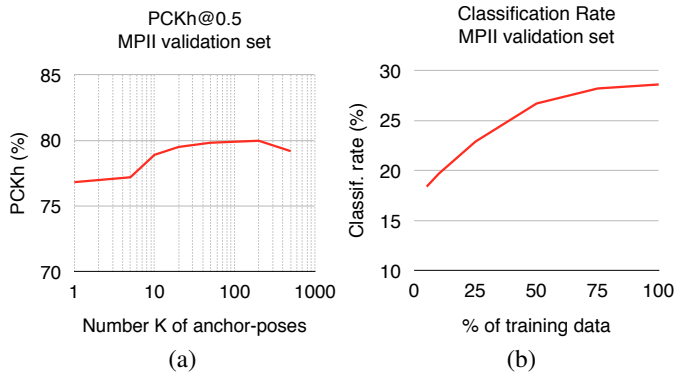 PCKh@0.5
MPII validation set
85
80
75
70
PCKh (%)
1 10 100 1000
Number K of anchor-poses
(a)
Classification Rate
MPII validation set
30
25
20
15
10
Classif. rate (%)
0 25 50 75 100
% of training data
(b)